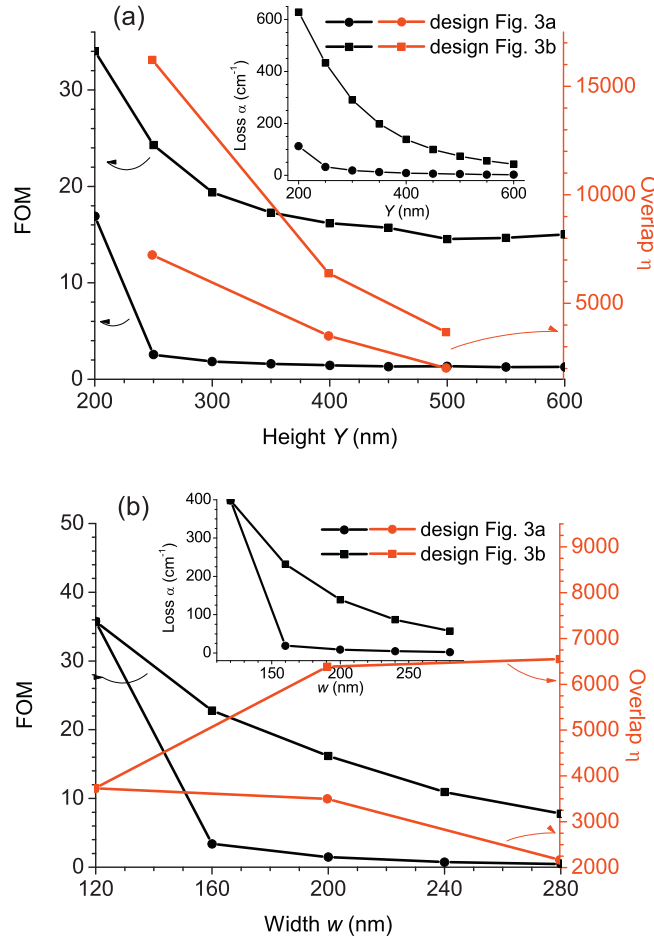 (a)
design Fig. 3a
design Fig. 3b
600
400
200
0
Loss α (cm⁻¹)
200
400
600
Y (nm)
30
20
10
0
FOM
15000
10000
5000
Overlap η
200
300
400
500
600
Height Y (nm)
(b)
design Fig. 3a
design Fig. 3b
400
300
200
100
0
Loss α (cm⁻¹)
150
200
250
w (nm)
50
40
30
20
10
0
FOM
9000
8000
7000
6000
5000
4000
3000
2000
Overlap η
120
160
200
240
280
Width w (nm)